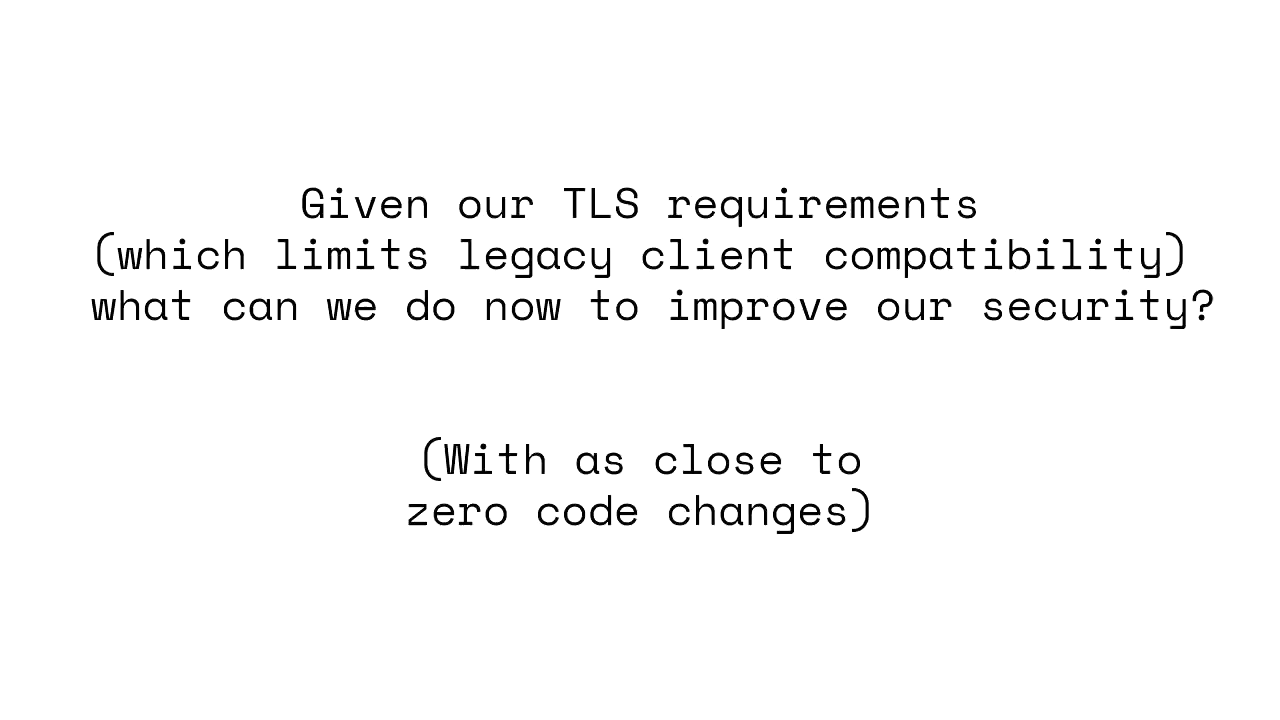 Given our TLS requirements
(which limits legacy client compatibility)
what can we do now to improve our security?
(With as close to
zero code changes)